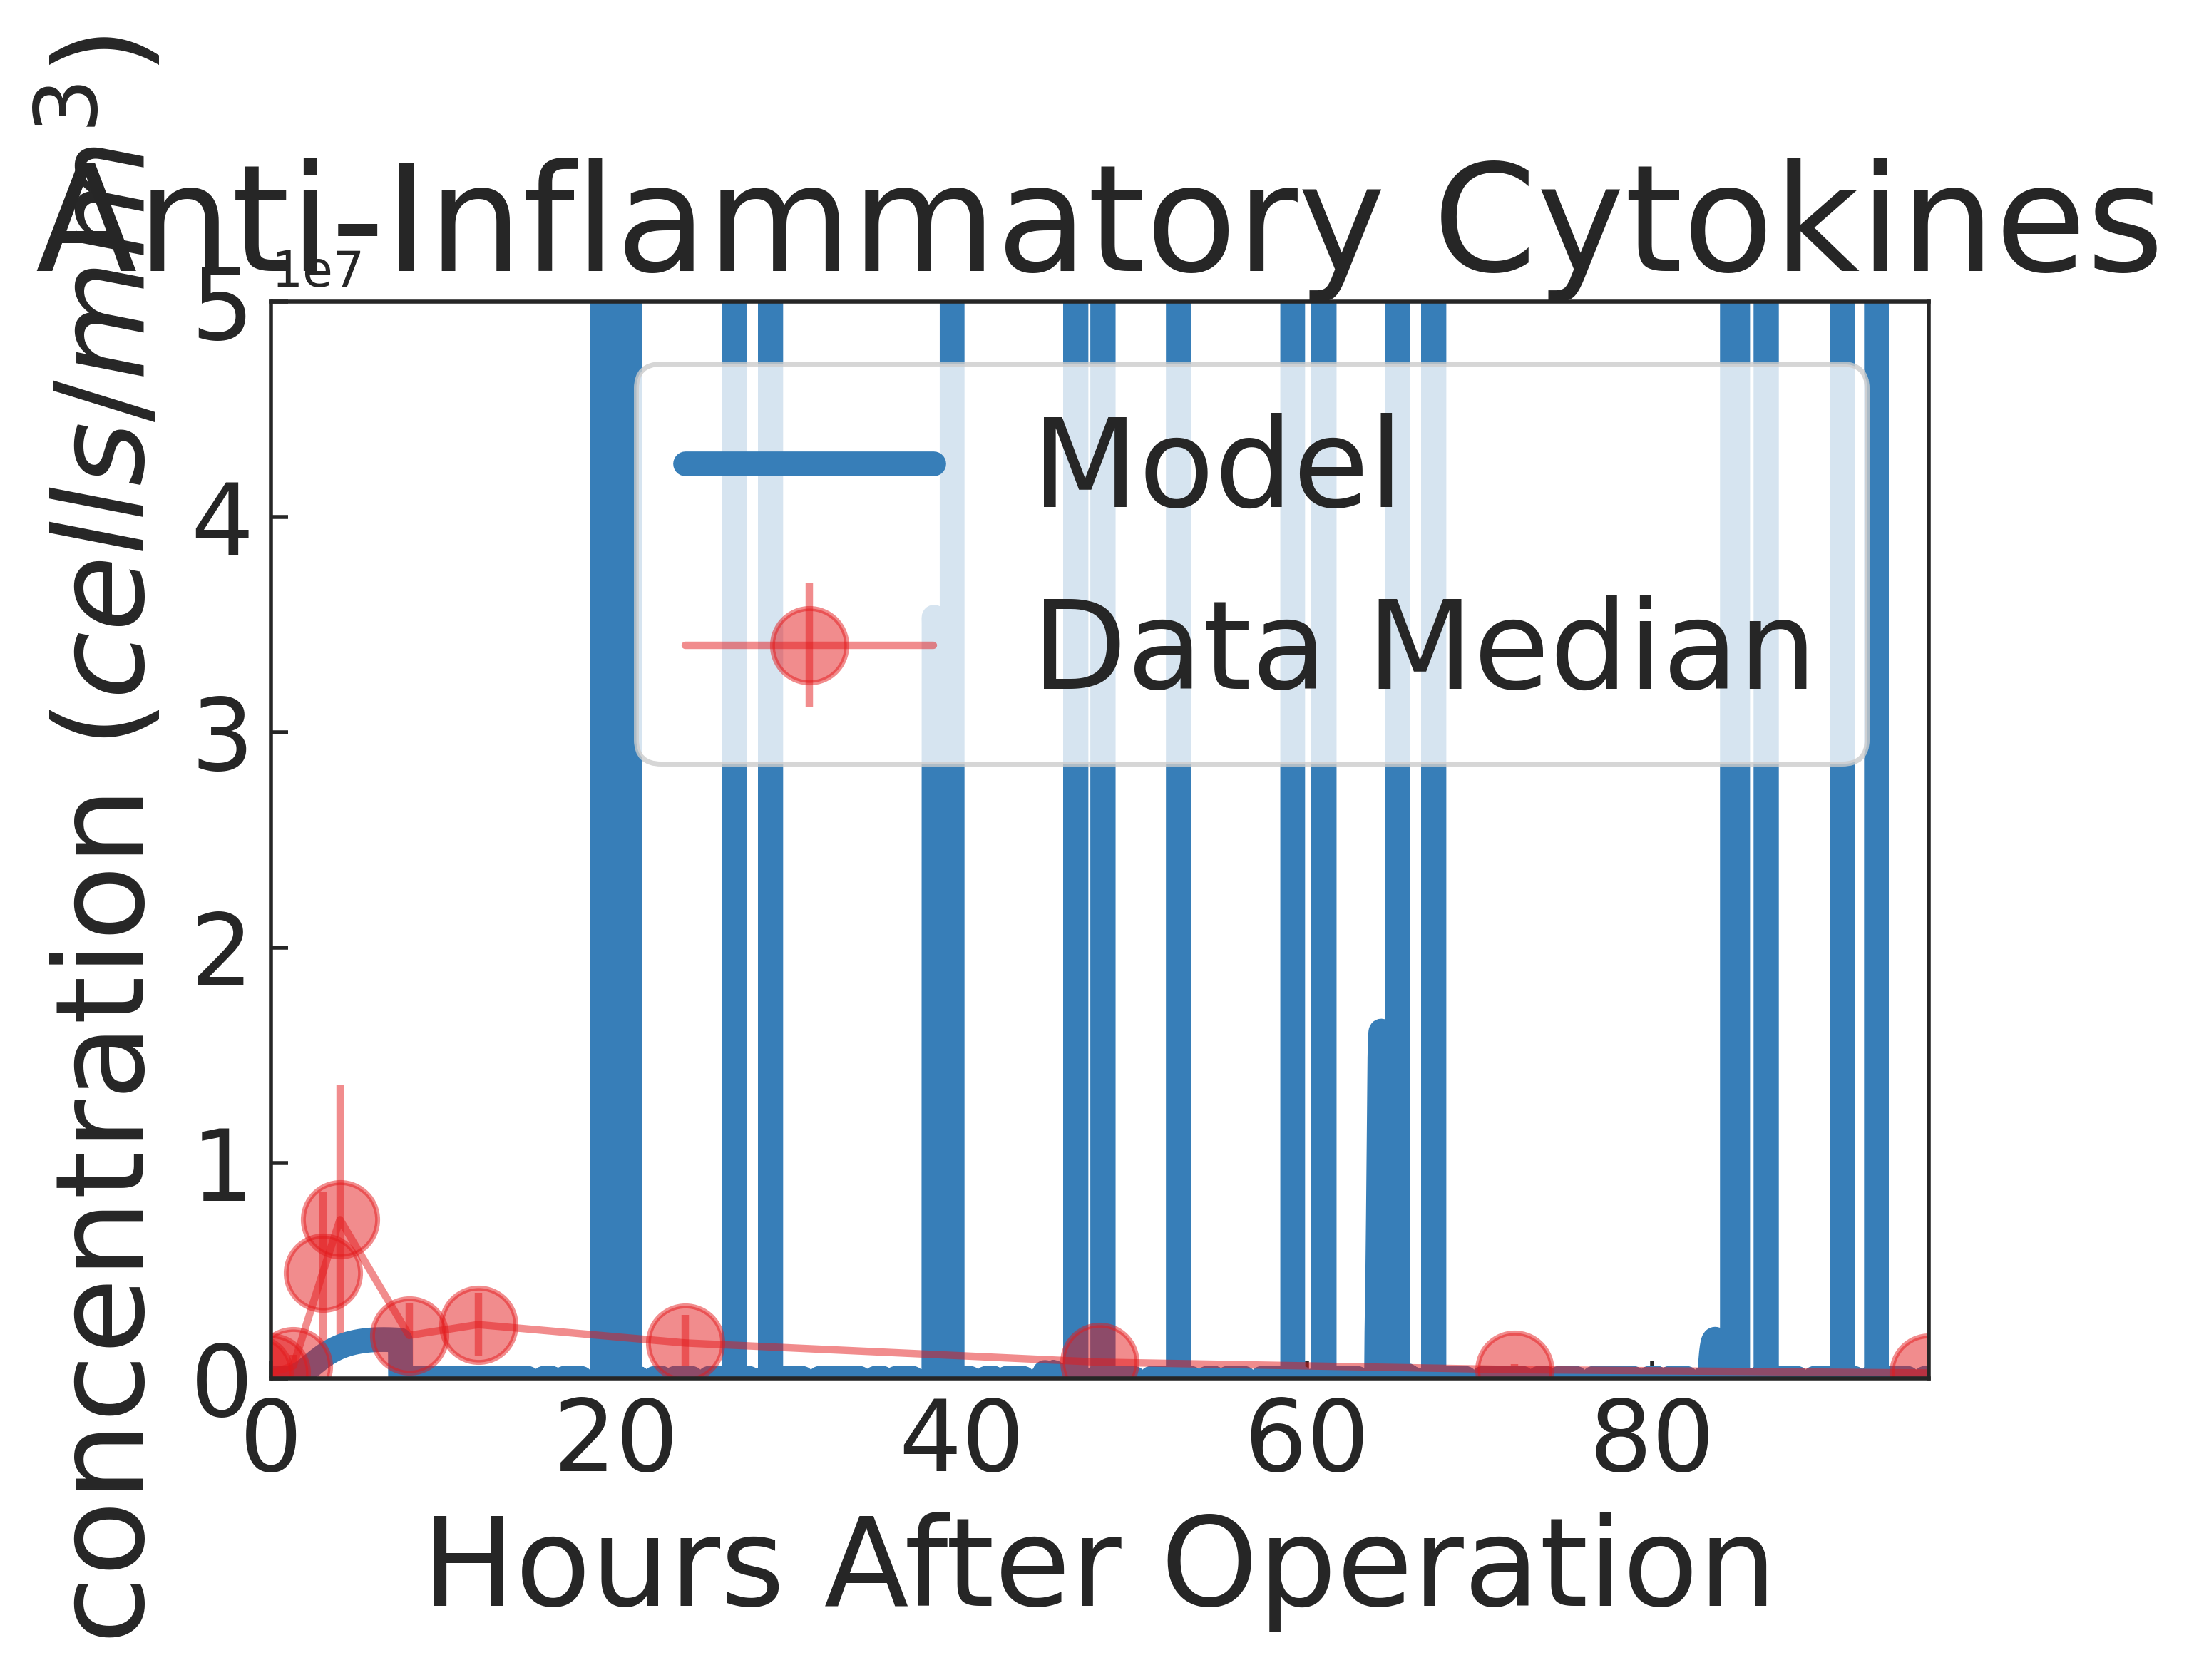 Anti-Inflammatory Cytokines
1e7
concentration (cells/mm³)
5
4
3
2
1
0
Model
Data Median
0 20 40 60 80
Hours After Operation